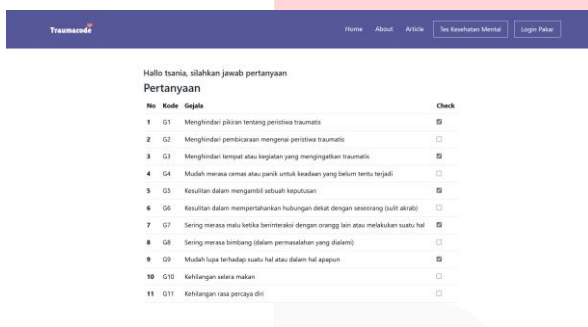 Traumacode Home About Article Tes Kesehatan Mental Login Pakar
Hallo tsania, silahkan jawab pertanyaan
Pertanyaan
No Kode Gejala Check
1 G1 Menghindari pikiran tentang peristiwa traumatis
2 G2 Menghindari pembicaraan mengenai peristiwa traumatis
3 G3 Menghindari tempat atau kegiatan yang mengingatkan traumatis
4 G4 Mudah merasa cemas atau panik untuk keadaan yang belum tentu terjadi
5 G5 Kesulitan dalam mengambil sebuah keputusan
6 G6 Kesulitan dalam mempertahankan hubungan dekat dengan seseorang (sulit akrab)
7 G7 Sering merasa malu ketika berinteraksi dengan orangg lain atau melakukan suatu hal
8 G8 Sering merasa bimbang (dalam permasalahan yang dialami)
9 G9 Mudah lupa terhadap suatu hal atau dalam hal apapun
10 G10 Kehilangan selera makan
11 G11 Kehilangan rasa percaya diri